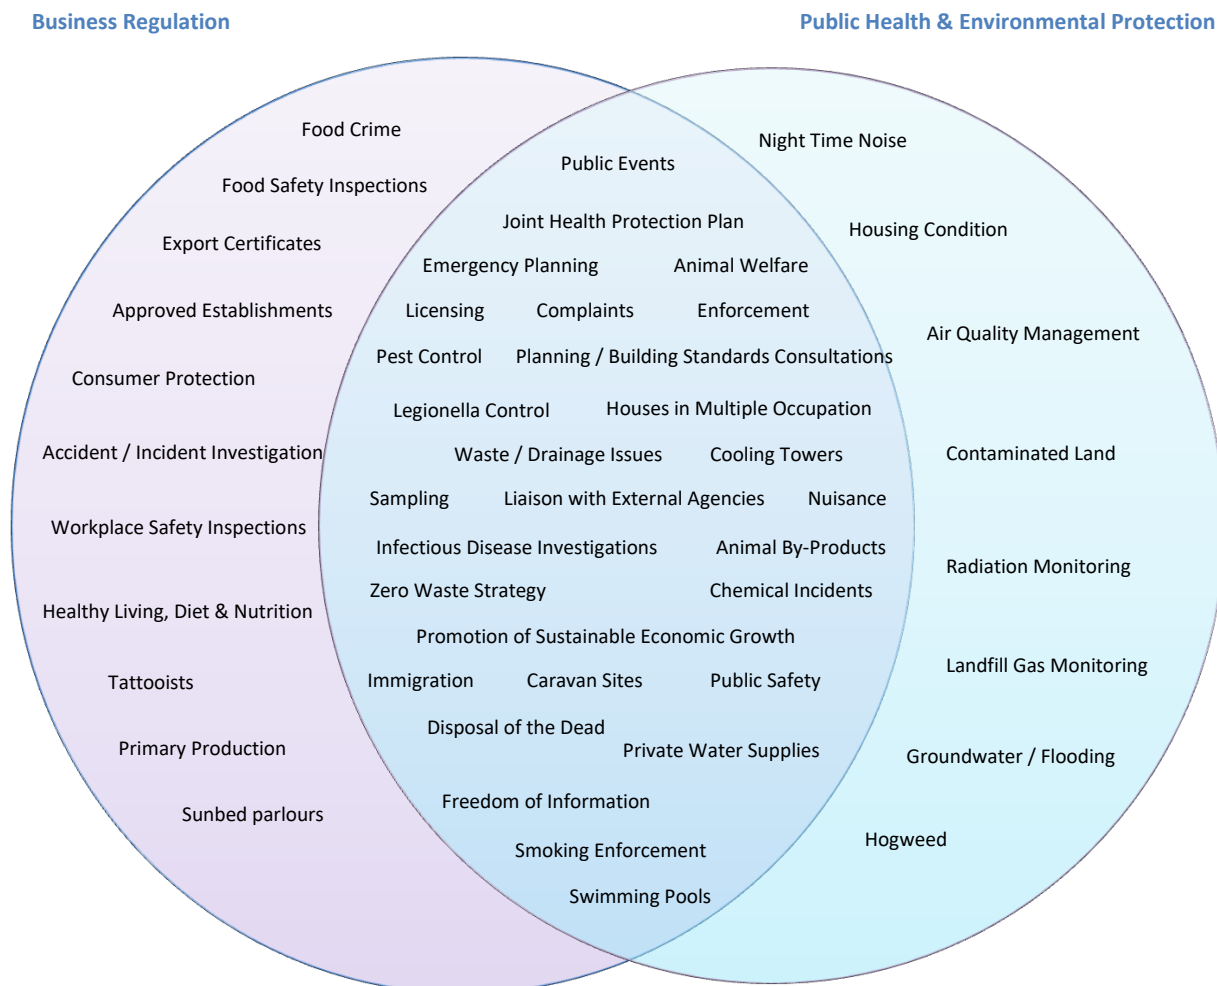 Business Regulation
Public Health & Environmental Protection
Food Crime
Food Safety Inspections
Export Certificates
Approved Establishments
Consumer Protection
Accident / Incident Investigation
Workplace Safety Inspections
Healthy Living, Diet & Nutrition
Tattooists
Primary Production
Sunbed parlours
Public Events
Joint Health Protection Plan
Emergency Planning
Animal Welfare
Licensing
Complaints
Enforcement
Pest Control
Planning / Building Standards Consultations
Legionella Control
Houses in Multiple Occupation
Waste / Drainage Issues
Cooling Towers
Sampling
Liaison with External Agencies
Nuisance
Infectious Disease Investigations
Animal By-Products
Zero Waste Strategy
Chemical Incidents
Promotion of Sustainable Economic Growth
Immigration
Caravan Sites
Public Safety
Disposal of the Dead
Private Water Supplies
Freedom of Information
Smoking Enforcement
Swimming Pools
Night Time Noise
Housing Condition
Air Quality Management
Contaminated Land
Radiation Monitoring
Landfill Gas Monitoring
Groundwater / Flooding
Hogweed